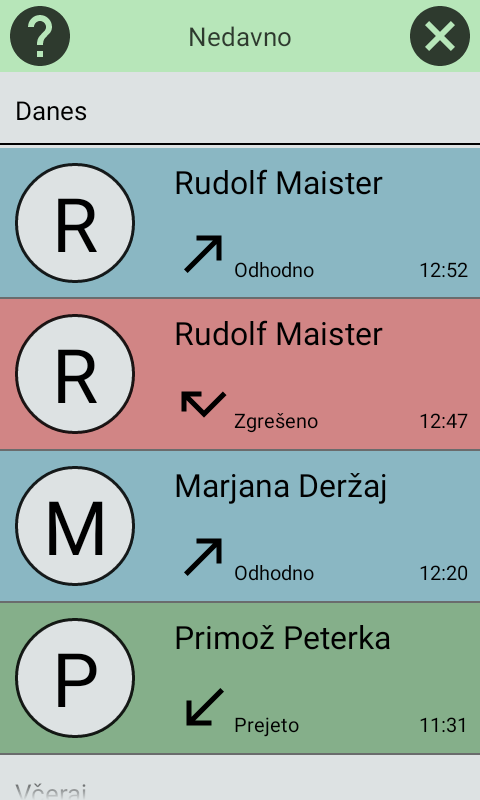 Nedavno
Danes
R
Rudolf Maister
Odhodno 12:52
R
Rudolf Maister
Zgrešeno 12:47
M
Marjana Deržaj
Odhodno 12:20
P
Primož Peterka
Prejeto 11:31
Včeraj